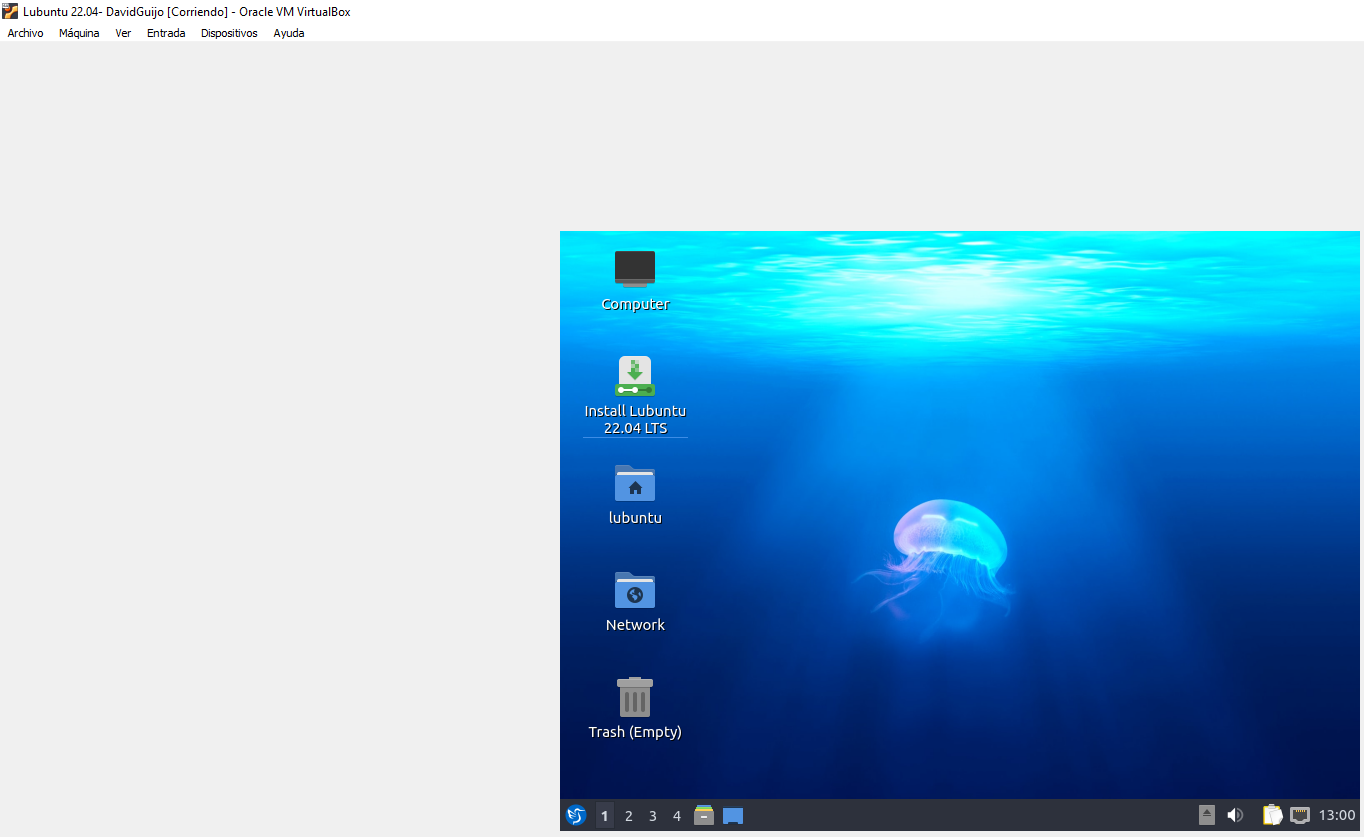 Lubuntu 22.04- DavidGuijo [Corriendo] - Oracle VM VirtualBox
Archivo Máquina Ver Entrada Dispositivos Ayuda
Computer
Install Lubuntu
22.04 LTS
lubuntu
Network
Trash (Empty)
1 2 3 4 13:00